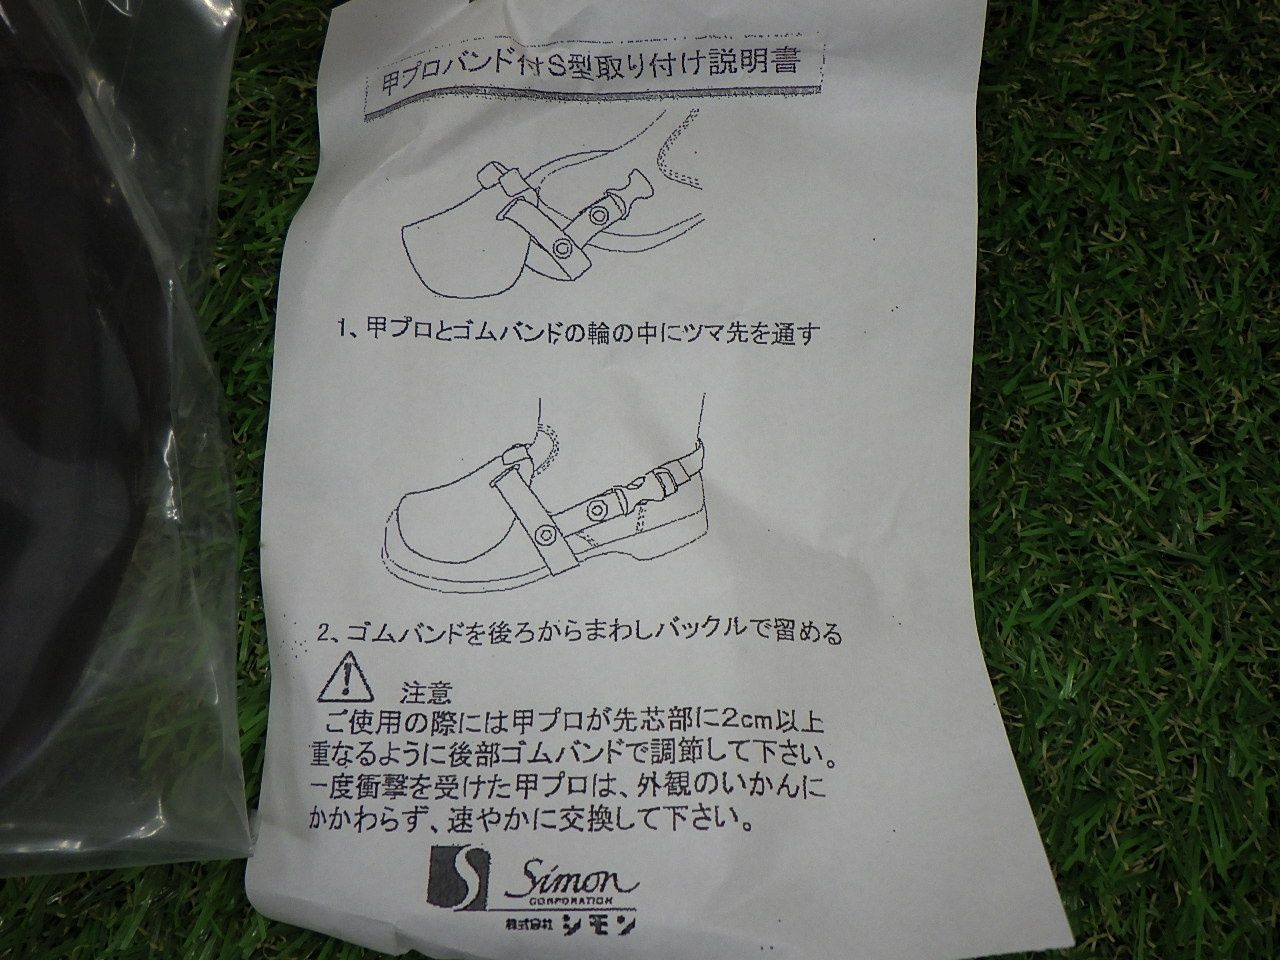 甲プロバンド付S型取り付け説明書
1、甲プロとゴムバンドの輪の中にツマ先を通す
2、ゴムバンドを後ろからまわしバックルで留める
注意
ご使用の際には甲プロが先芯部に2cm以上
重なるように後部ゴムバンドで調節して下さい。
一度衝撃を受けた甲プロは、外観のいかんに
かかわらず、速やかに交換して下さい。
Simon
CORPORATION
株式会社 シモン